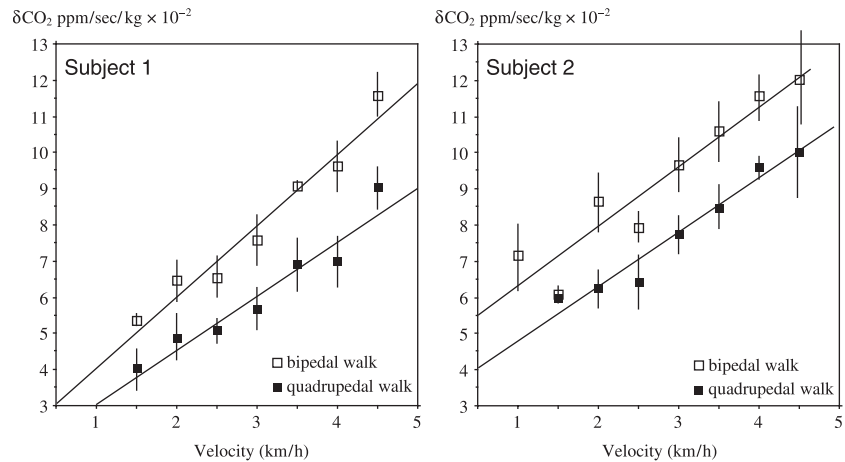 δCO₂ ppm/sec/kg × 10⁻²
13
12
11
10
9
8
7
6
5
4
3
Subject 1
bipedal walk
quadrupedal walk
1 2 3 4 5
Velocity (km/h)
δCO₂ ppm/sec/kg × 10⁻²
13
12
11
10
9
8
7
6
5
4
3
Subject 2
bipedal walk
quadrupedal walk
1 2 3 4 5
Velocity (km/h)